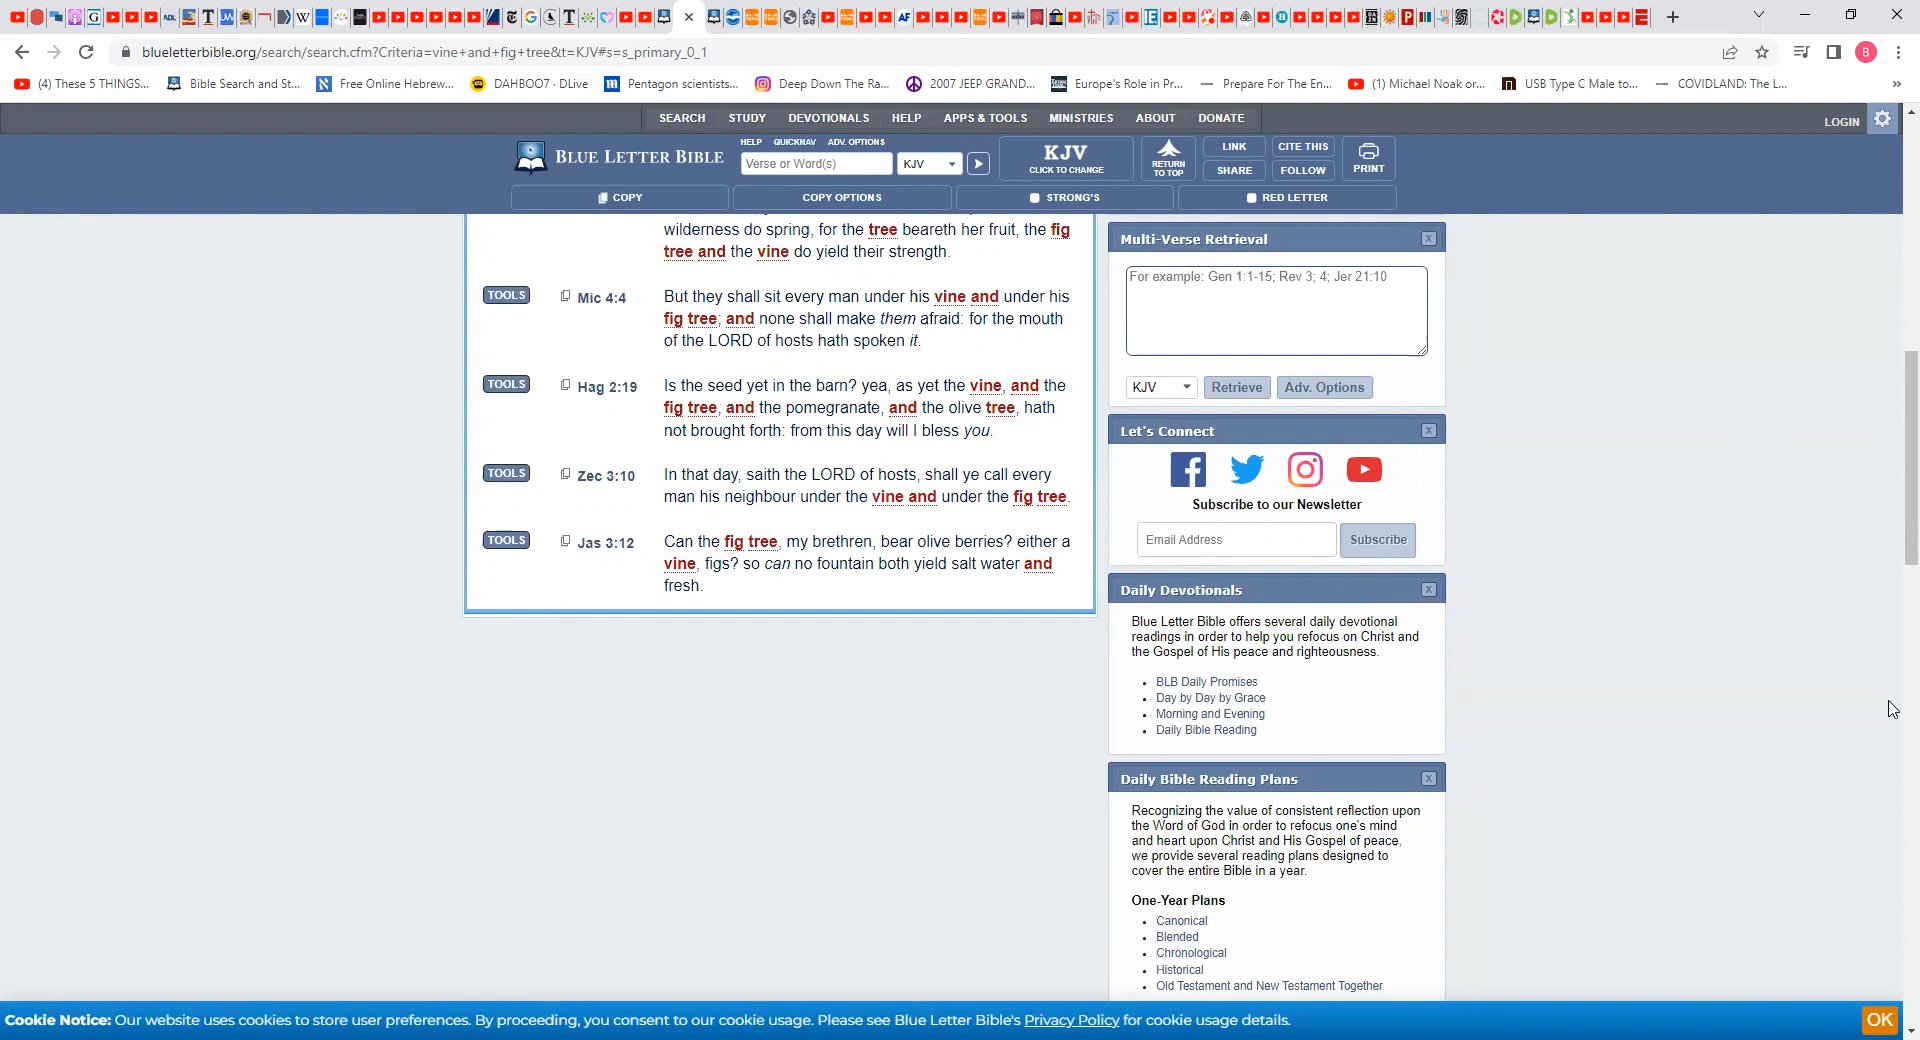 blueletterbible.org/search/search.cfm?Criteria=vine+and+fig+tree&t=KJV#s=s_primary_0_1
B
(4) These 5 THINGS... Bible Search and St... Free Online Hebrew... DAHBOO7 · DLive Pentagon scientists... Deep Down The Ra... 2007 JEEP GRAND... Europe's Role in Pr... Prepare For The En... (1) Michael Noak or... USB Type C Male to... COVIDLAND: The L... »
SEARCH STUDY DEVOTIONALS HELP APPS & TOOLS MINISTRIES ABOUT DONATE LOGIN
HELP QUICKNAV ADV. OPTIONS
BLUE LETTER BIBLE Verse or Word(s) KJV
KJV
CLICK TO CHANGE
RETURN
TO TOP
LINK CITE THIS
SHARE FOLLOW
PRINT
COPY COPY OPTIONS STRONG'S RED LETTER
wilderness do spring, for the tree beareth her fruit, the fig
tree and the vine do yield their strength.
TOOLS Mic 4:4 But they shall sit every man under his vine and under his
fig tree; and none shall make them afraid: for the mouth
of the LORD of hosts hath spoken it.
TOOLS Hag 2:19 Is the seed yet in the barn? yea, as yet the vine, and the
fig tree, and the pomegranate, and the olive tree, hath
not brought forth: from this day will I bless you.
TOOLS Zec 3:10 In that day, saith the LORD of hosts, shall ye call every
man his neighbour under the vine and under the fig tree.
TOOLS Jas 3:12 Can the fig tree, my brethren, bear olive berries? either a
vine, figs? so can no fountain both yield salt water and
fresh.
Multi-Verse Retrieval X
For example: Gen 1:1-15; Rev 3; 4; Jer 21:10
KJV Retrieve Adv. Options
Let's Connect X
Subscribe to our Newsletter
Email Address Subscribe
Daily Devotionals X
Blue Letter Bible offers several daily devotional
readings in order to help you refocus on Christ and
the Gospel of His peace and righteousness.
• BLB Daily Promises
• Day by Day by Grace
• Morning and Evening
• Daily Bible Reading
Daily Bible Reading Plans X
Recognizing the value of consistent reflection upon
the Word of God in order to refocus one's mind
and heart upon Christ and His Gospel of peace,
we provide several reading plans designed to
cover the entire Bible in a year.
One-Year Plans
• Canonical
• Blended
• Chronological
• Historical
• Old Testament and New Testament Together
Cookie Notice: Our website uses cookies to store user preferences. By proceeding, you consent to our cookie usage. Please see Blue Letter Bible's Privacy Policy for cookie usage details. OK